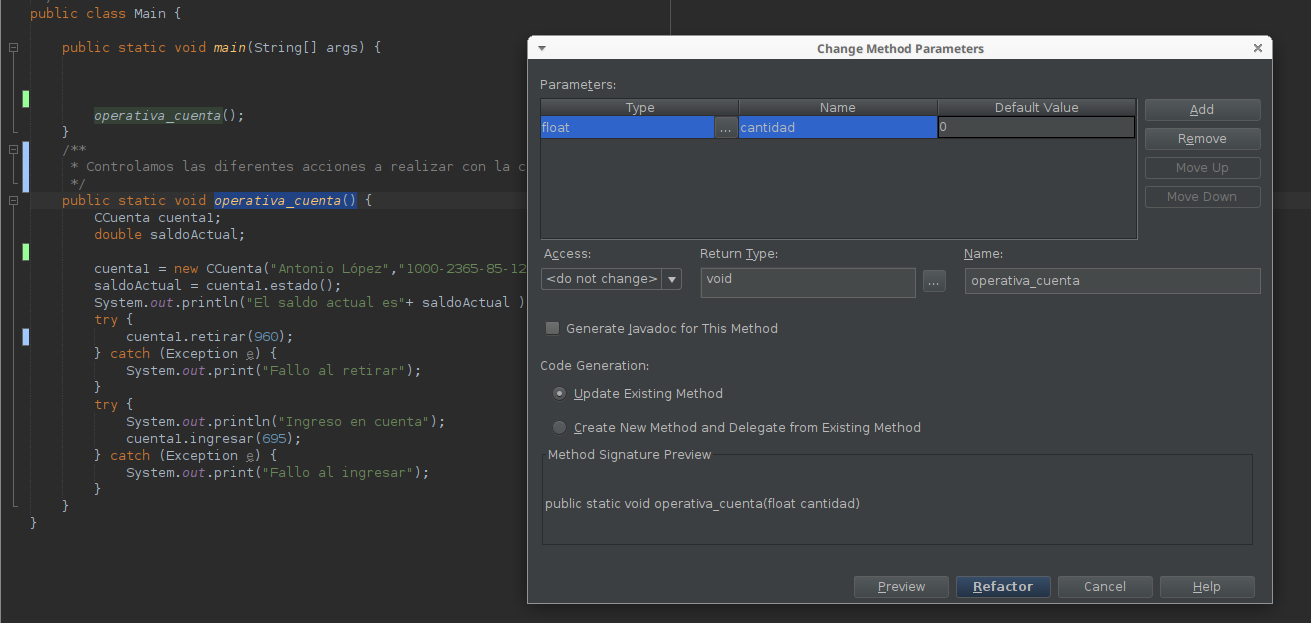 public class Main {
public static void main(String[] args) {
operativa_cuenta();
}
/**
* Controlamos las diferentes acciones a realizar con la c
*/
public static void operativa_cuenta() {
CCuenta cuenta1;
double saldoActual;
cuenta1 = new CCuenta("Antonio López","1000-2365-85-12
saldoActual = cuenta1.estado();
System.out.println("El saldo actual es"+ saldoActual )
try {
cuenta1.retirar(960);
} catch (Exception e) {
System.out.print("Fallo al retirar");
}
try {
System.out.println("Ingreso en cuenta");
cuenta1.ingresar(695);
} catch (Exception e) {
System.out.print("Fallo al ingresar");
}
}
}
Change Method Parameters
Parameters:
Type Name Default Value
float ... cantidad 0
Add
Remove
Move Up
Move Down
Access: Return Type: Name:
<do not change> void ... operativa_cuenta
Generate Javadoc for This Method
Code Generation:
Update Existing Method
Create New Method and Delegate from Existing Method
Method Signature Preview
public static void operativa_cuenta(float cantidad)
Preview Refactor Cancel Help